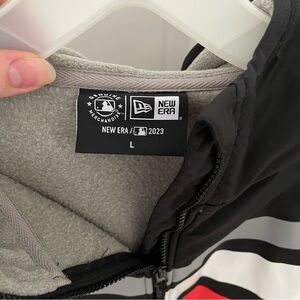 GENUINE MERCHANDISE
NEW ERA
NEW ERA / 2023
L